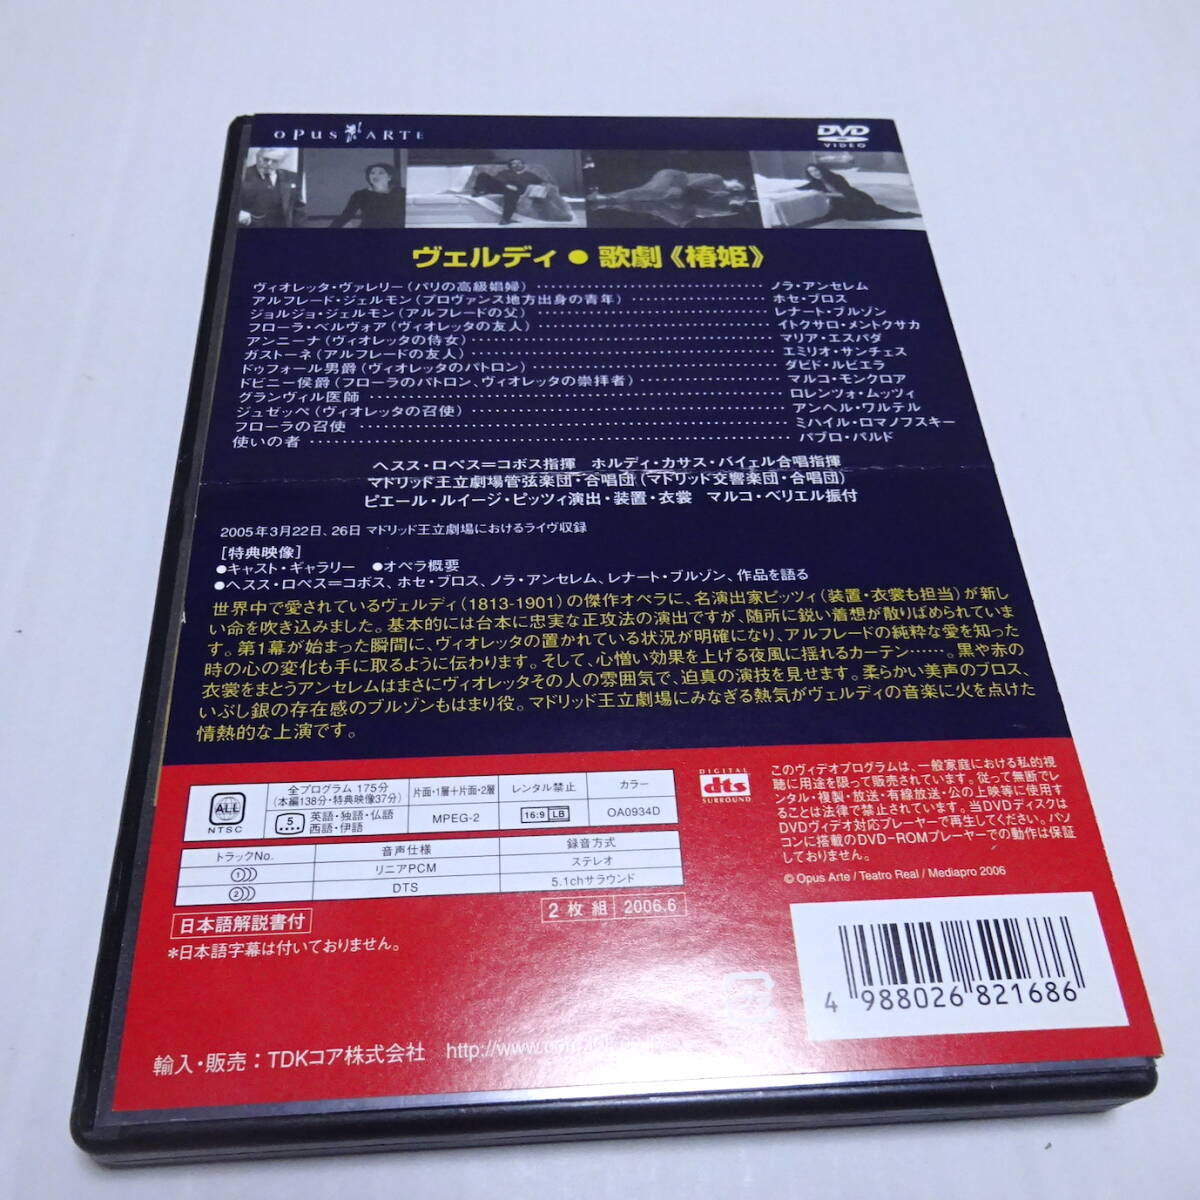 OPUS ARTE
DVD
VIDEO
ヴェルディ●歌劇《椿姫》
ヴィオレッタ・ヴァレリー(パリの高級娼婦) ノラ・アンセレム
アルフレード・ジェルモン(プロヴァンス地方出身の青年) ホセ・ブロス
ジョルジョ・ジェルモン(アルフレードの父) レナート・ブルゾン
フローラ・ベルヴォア(ヴィオレッタの友人) イトクサロ・メントクサカ
アンニーナ(ヴィオレッタの侍女) マリア・エスパダ
ガストーネ(アルフレードの友人) エミリオ・サンチェス
ドゥフォール男爵(ヴィオレッタのパトロン) ダビド・ルビエラ
ドビニー侯爵(フローラのパトロン、ヴィオレッタの崇拝者) マルコ・モンクロア
グランヴィル医師 ロレンツォ・ムッツィ
ジュゼッペ(ヴィオレッタの召使) アンヘル・ワルテル
フローラの召使 ミハイル・ロマノフスキー
使いの者 パブロ・パルド
ヘスス・ロペス=コボス指揮 ホルディ・カサス・バイェル合唱指揮
マドリッド王立劇場管弦楽団・合唱団(マドリッド交響楽団・合唱団)
ピエール・ルイージ・ピッツィ演出・装置・衣裳 マルコ・ベリエル振付
2005年3月22日、26日 マドリッド王立劇場におけるライヴ収録
[特典映像]
●キャスト・ギャラリー ●オペラ概要
●ヘスス・ロペス=コボス、ホセ・ブロス、ノラ・アンセレム、レナート・ブルゾン、作品を語る
世界中で愛されているヴェルディ(1813-1901)の傑作オペラに、名演出家ピッツィ(装置・衣裳も担当)が新し
い命を吹き込みました。基本的には台本に忠実な正攻法の演出ですが、随所に鋭い着想が散りばめられていま
す。第1幕が始まった瞬間に、ヴィオレッタの置かれている状況が明確になり、アルフレードの純粋な愛を知った
時の心の変化も手に取るように伝わります。そして、心憎い効果を上げる夜風に揺れるカーテン……。黒や赤の
衣裳をまとうアンセレムはまさにヴィオレッタその人の雰囲気で、迫真の演技を見せます。柔らかい美声のブロス、
いぶし銀の存在感のブルゾンもはまり役。マドリッド王立劇場にみなぎる熱気がヴェルディの音楽に火を点けた
情熱的な上演です。
ALL
NTSC
全プログラム 175分
(本編138分・特典映像37分)
片面・1層+片面・2層
レンタル禁止
カラー
5
英語・独語・仏語
西語・伊語
MPEG-2
16:9 LB
OA0934D
トラックNo. 音声仕様 録音方式
1 リニアPCM ステレオ
2 DTS 5.1chサラウンド
DIGITAL
dts
SURROUND
このヴィデオプログラムは、一般家庭における私的視
聴に用途を限って販売されています。従って無断でレ
ンタル・複製・放送・有線放送・公の上映等に使用す
ることは法律で禁止されています。当DVDディスクは
DVDヴィデオ対応プレーヤーで再生してください。パソ
コンに搭載のDVD-ROMプレーヤーでの動作は保証
しておりません。
© Opus Arte / Teatro Real / Mediapro 2006
2枚組 2006.6
日本語解説書付
*日本語字幕は付いておりません。
4 988026 821686
輸入・販売:TDKコア株式会社 http://www.